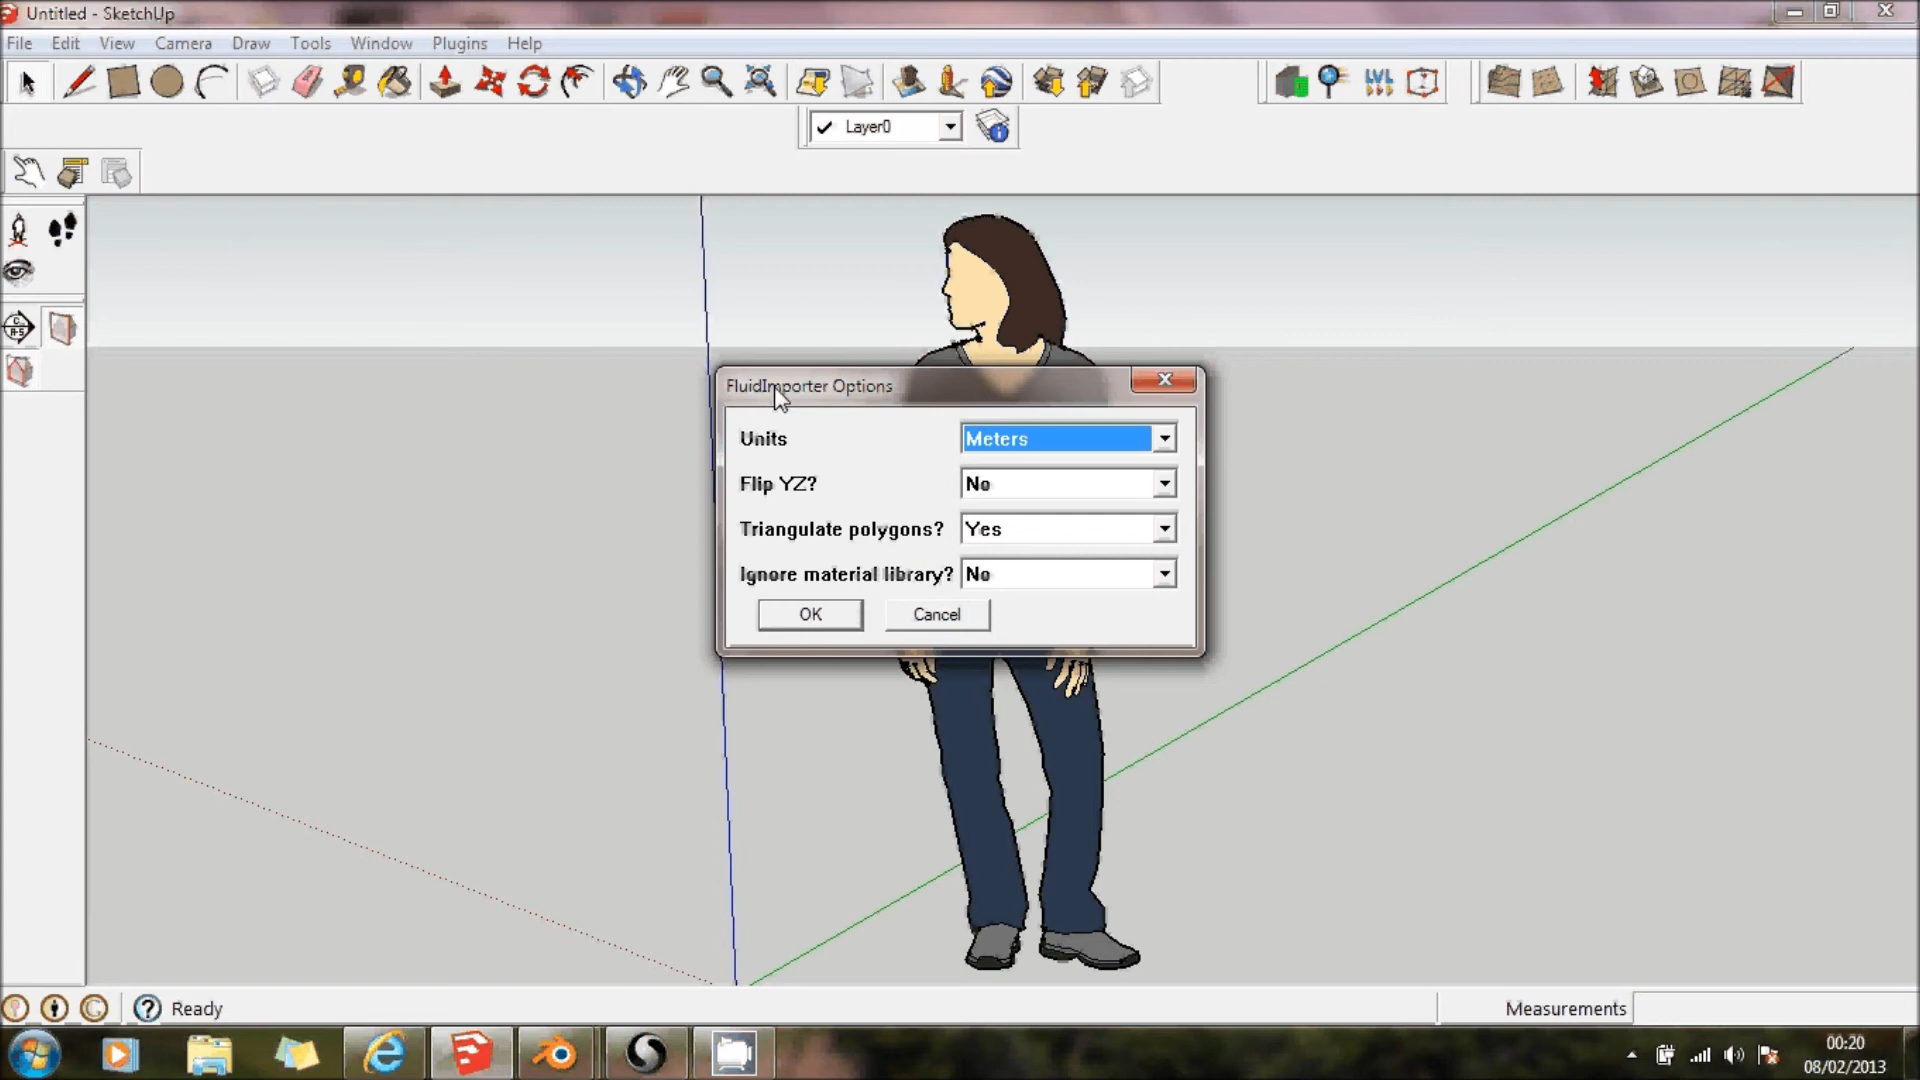 Untitled - SketchUp
File Edit View Camera Draw Tools Window Plugins Help
LVL
Layer0
FluidImporter Options
Units Meters
Flip YZ? No
Triangulate polygons? Yes
Ignore material library? No
OK Cancel
Ready
Measurements
00:20
08/02/2013